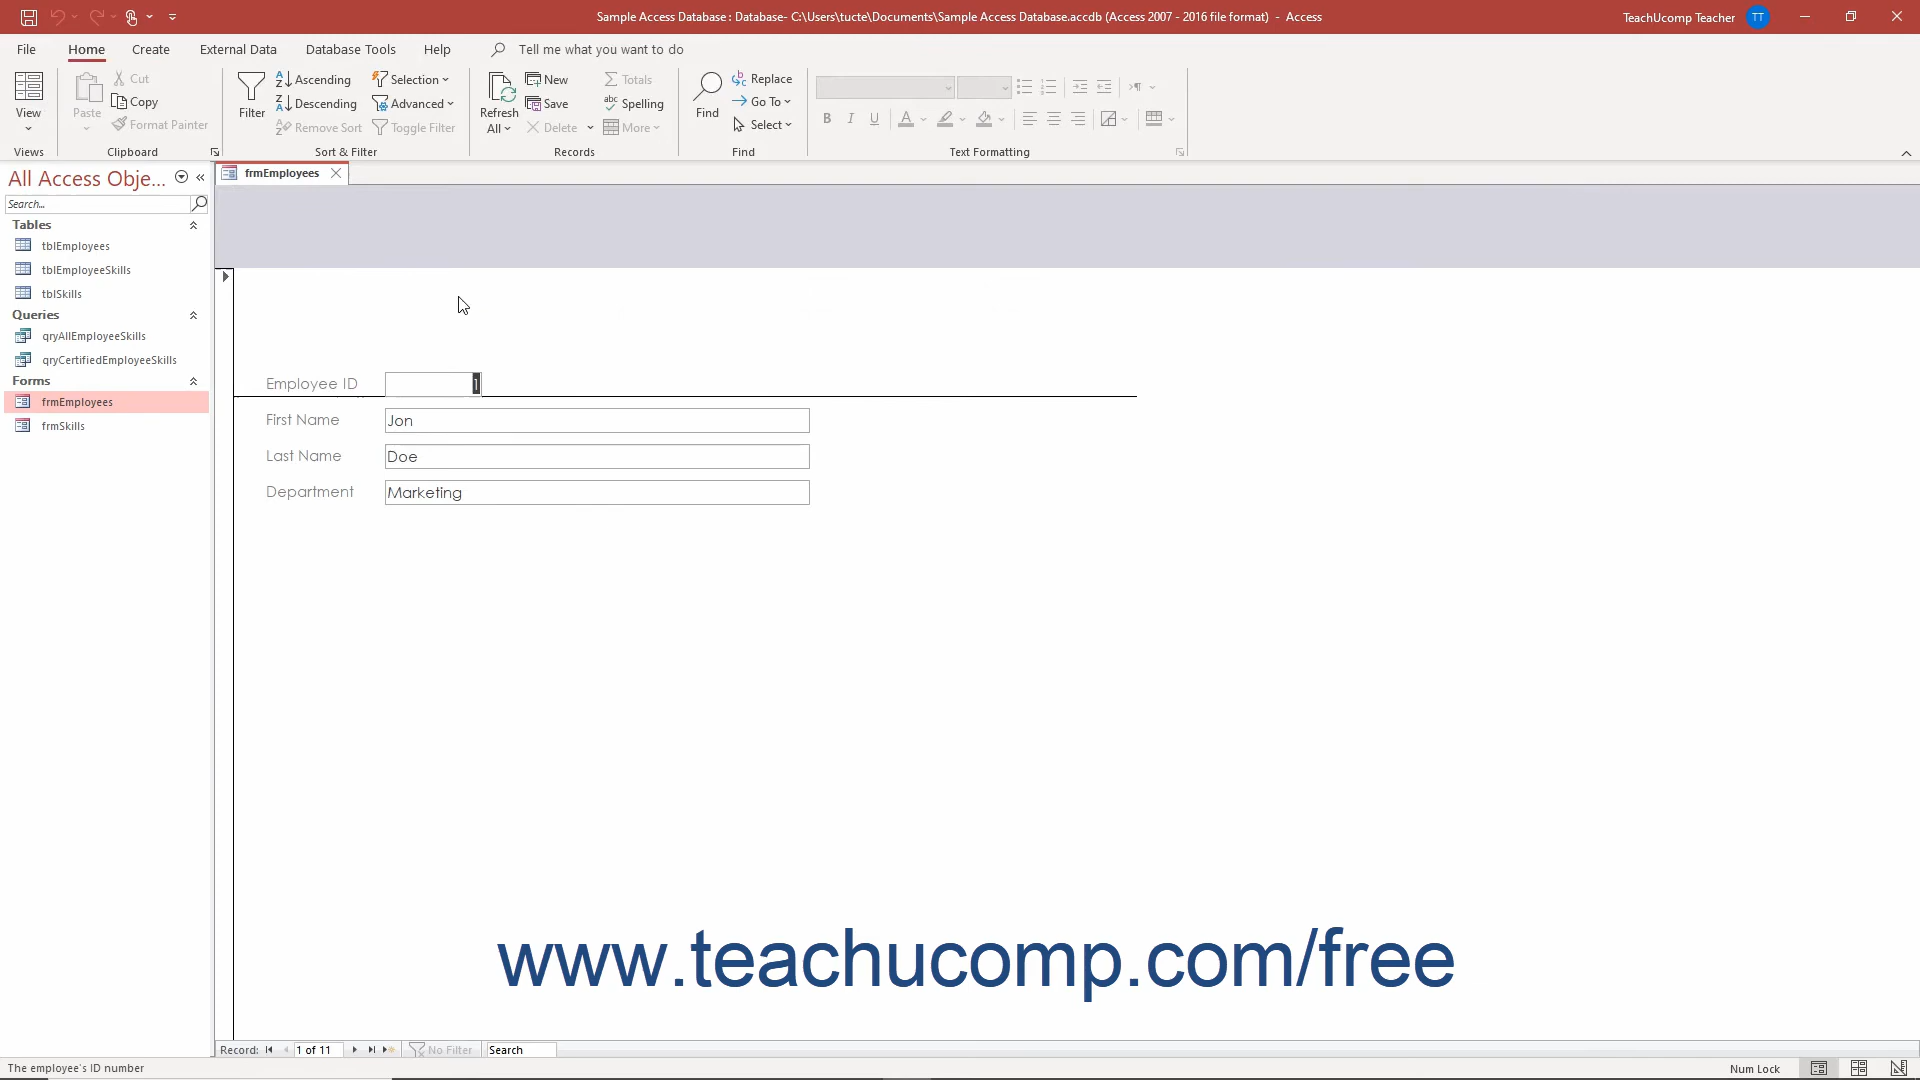 Sample Access Database : Database- C:\Users\tucte\Documents\Sample Access Database.accdb (Access 2007 - 2016 file format) - Access
TeachUcomp Teacher TT
File Home Create External Data Database Tools Help Tell me what you want to do
View
Views
Paste
Cut
Copy
Format Painter
Clipboard
Filter
Ascending
Descending
Remove Sort
Selection
Advanced
Toggle Filter
Sort & Filter
Refresh All
New
Save
Delete
Totals
Spelling
More
Records
Find
Replace
Go To
Select
Find
B I U
Text Formatting
All Access Obje...
Search...
Tables
tblEmployees
tblEmployeeSkills
tblSkills
Queries
qryAllEmployeeSkills
qryCertifiedEmployeeSkills
Forms
frmEmployees
frmSkills
frmEmployees
Employee ID 1
First Name Jon
Last Name Doe
Department Marketing
www.teachucomp.com/free
Record: 1 of 11 No Filter Search
The employee's ID number
Num Lock